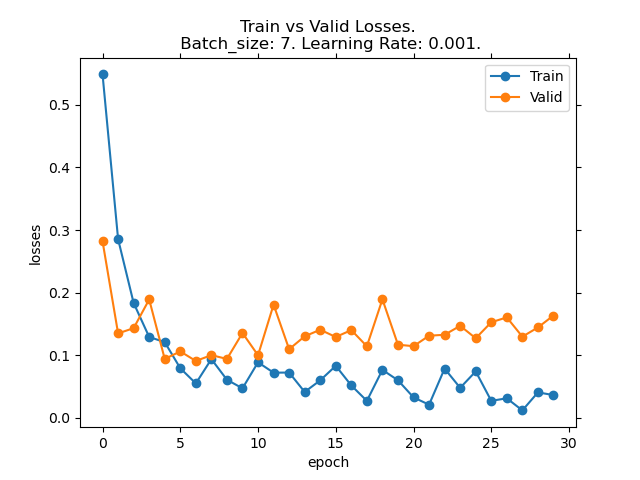 Train vs Valid Losses.
Batch_size: 7. Learning Rate: 0.001.
Train
Valid
losses
0.5
0.4
0.3
0.2
0.1
0.0
0 5 10 15 20 25 30
epoch